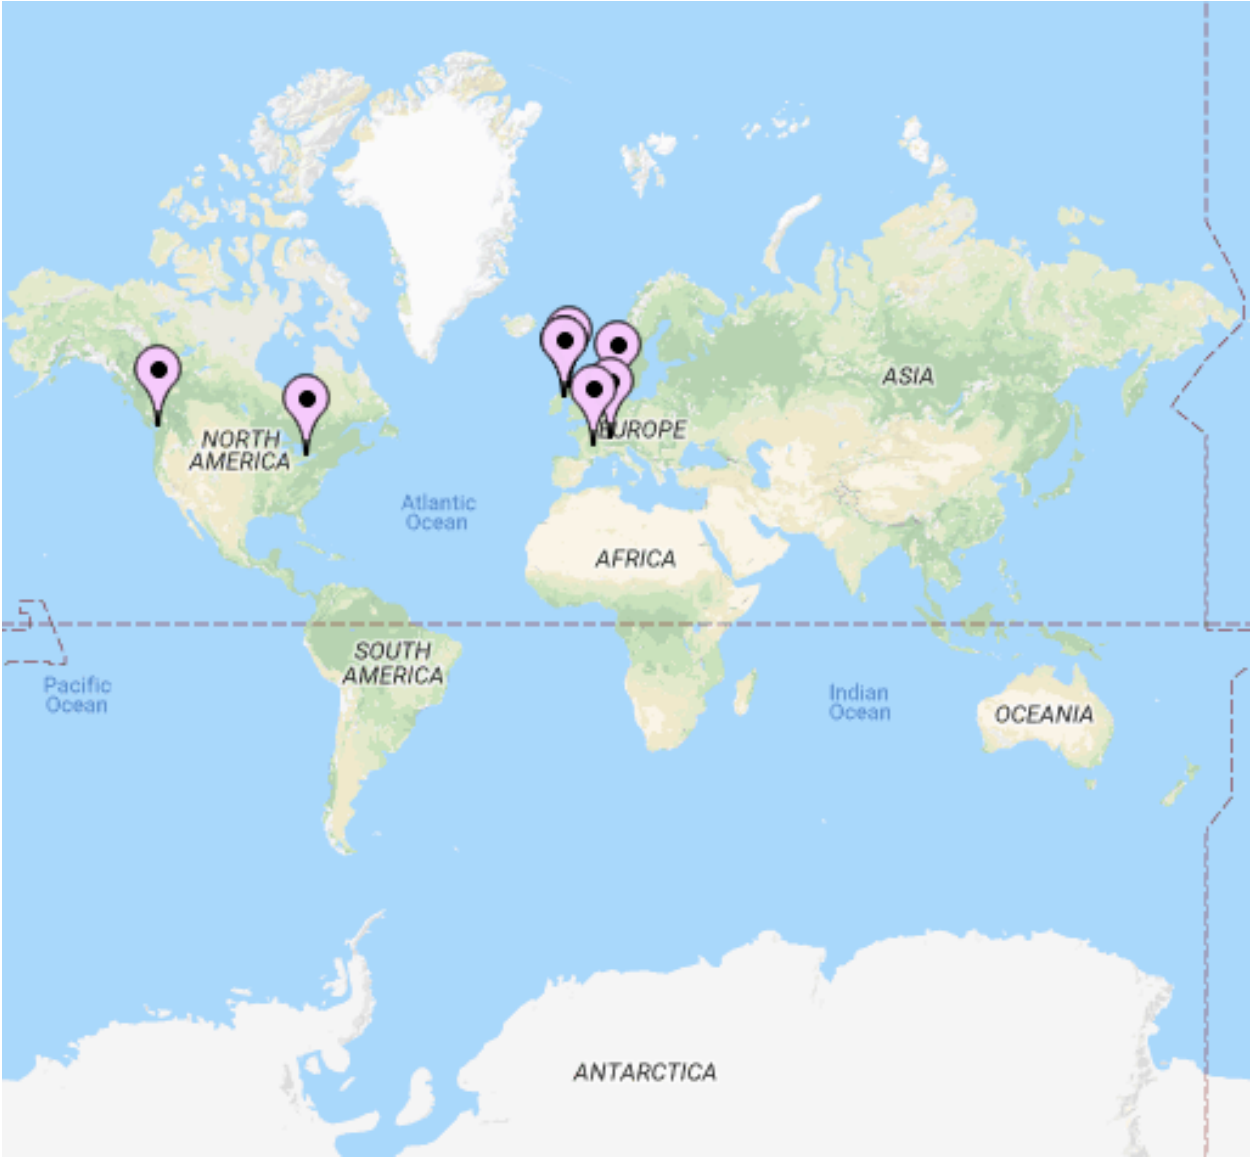 ASIA
NORTH
AMERICA
EUROPE
Atlantic
Ocean
AFRICA
SOUTH
AMERICA
Pacific
Ocean
Indian
Ocean
OCEANIA
ANTARCTICA